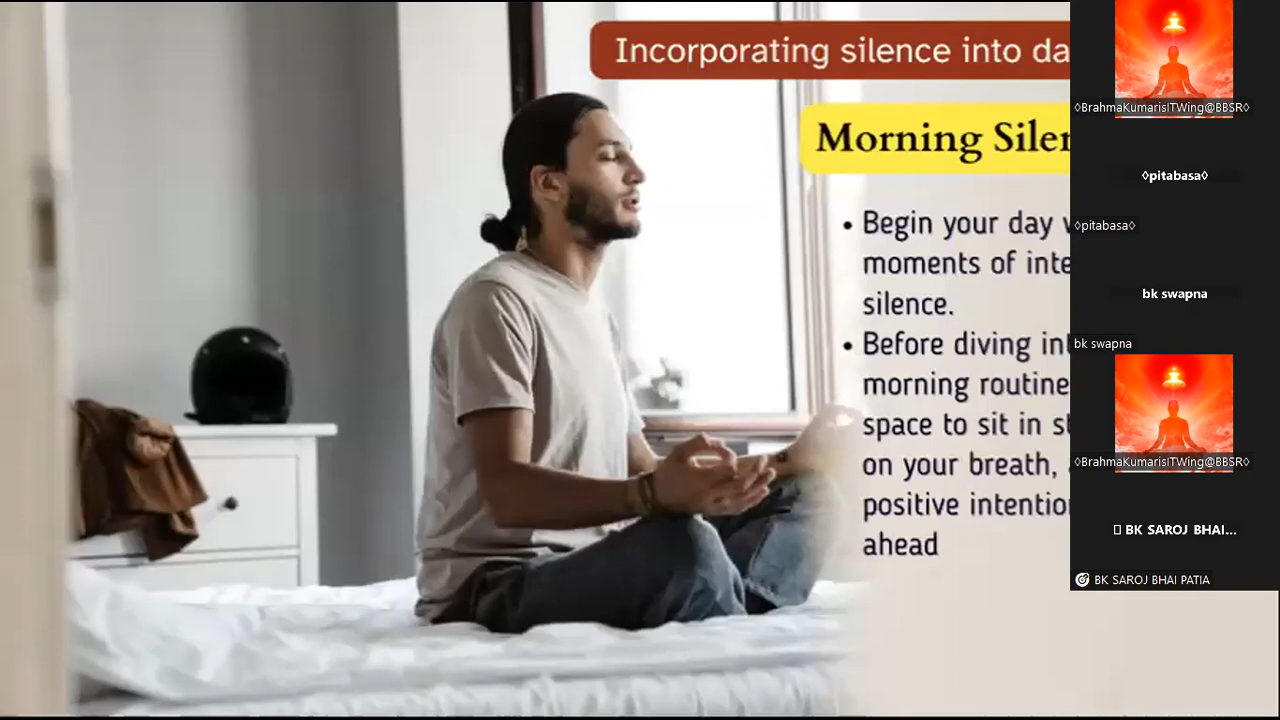 Incorporating silence into da
Morning Silen
• Begin your day w
moments of inte
silence.
• Before diving int
morning routine
space to sit in st
on your breath,
positive intention
ahead
◊BrahmaKumarisITWing@BBSR◊
◊pitabasa◊
◊pitabasa◊
bk swapna
bk swapna
◊BrahmaKumarisITWing@BBSR◊
BK SAROJ BHAI...
BK SAROJ BHAI PATIA